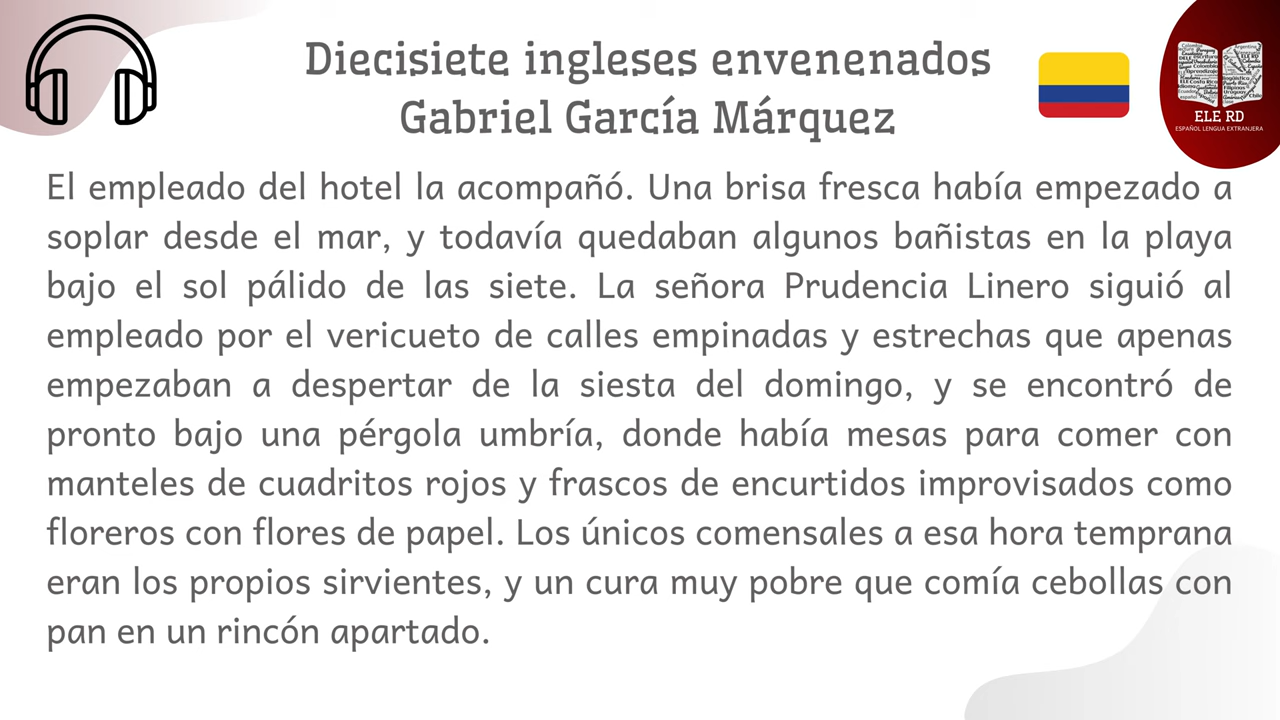 Diecisiete ingleses envenenados
Gabriel García Márquez
ELE RD
ESPAÑOL LENGUA EXTRANJERA
El empleado del hotel la acompañó. Una brisa fresca había empezado a
soplar desde el mar, y todavía quedaban algunos bañistas en la playa
bajo el sol pálido de las siete. La señora Prudencia Linero siguió al
empleado por el vericueto de calles empinadas y estrechas que apenas
empezaban a despertar de la siesta del domingo, y se encontró de
pronto bajo una pérgola umbría, donde había mesas para comer con
manteles de cuadritos rojos y frascos de encurtidos improvisados como
floreros con flores de papel. Los únicos comensales a esa hora temprana
eran los propios sirvientes, y un cura muy pobre que comía cebollas con
pan en un rincón apartado.